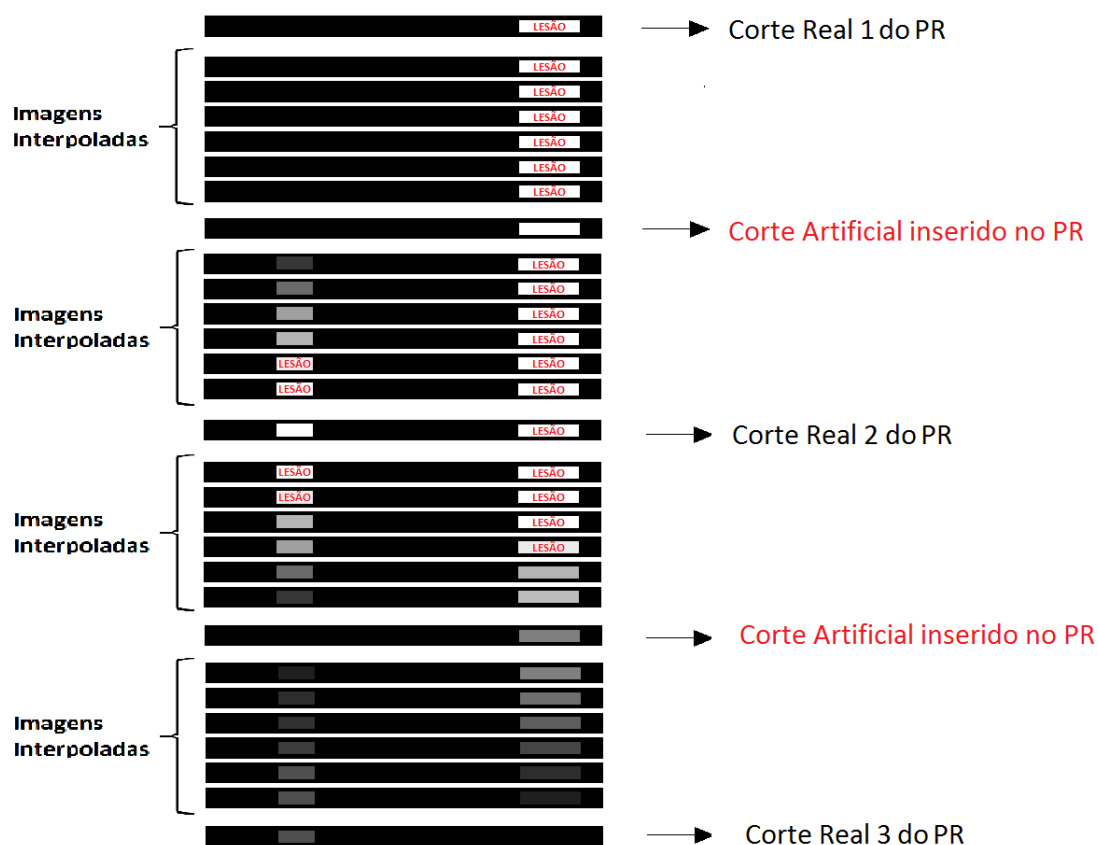 LESÃO
Corte Real 1 do PR
LESÃO
LESÃO
LESÃO
LESÃO
LESÃO
LESÃO
Imagens
Interpoladas
Corte Artificial inserido no PR
LESÃO
LESÃO
LESÃO
LESÃO
LESÃO LESÃO
LESÃO LESÃO
Imagens
Interpoladas
LESÃO
Corte Real 2 do PR
LESÃO LESÃO
LESÃO LESÃO
LESÃO
LESÃO
Imagens
Interpoladas
Corte Artificial inserido no PR
Imagens
Interpoladas
Corte Real 3 do PR